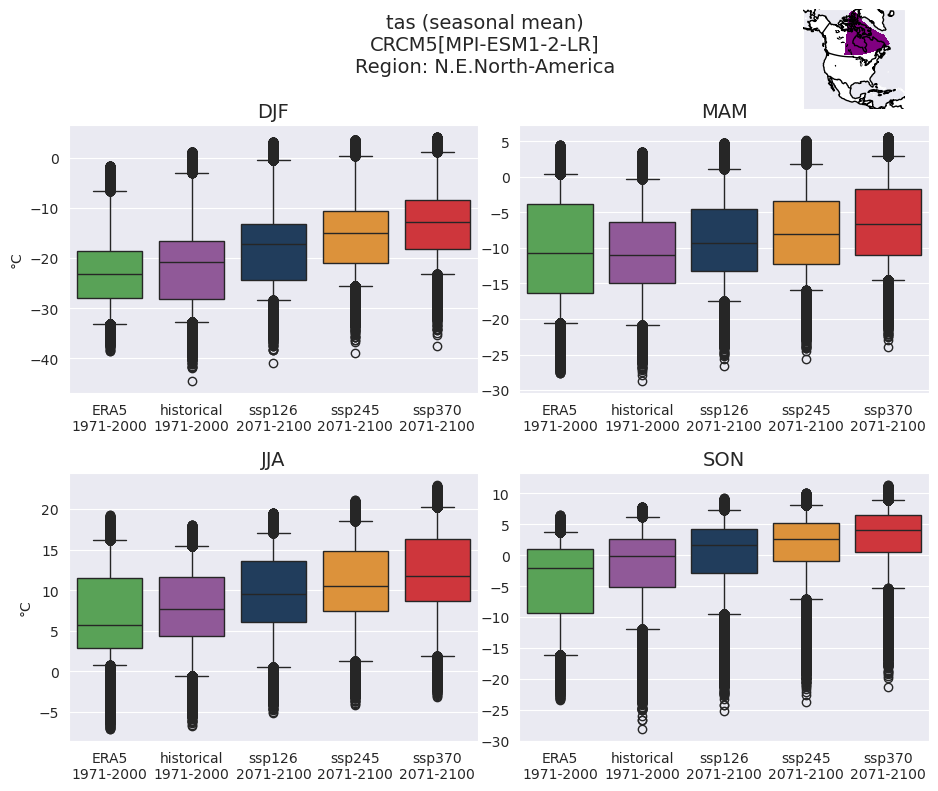 tas (seasonal mean)
CRCM5[MPI-ESM1-2-LR]
Region: N.E.North-America
DJF
°C
0
−10
−20
−30
−40
ERA5 historical ssp126 ssp245 ssp370
1971-2000 1971-2000 2071-2100 2071-2100 2071-2100
MAM
5
0
−5
−10
−15
−20
−25
−30
ERA5 historical ssp126 ssp245 ssp370
1971-2000 1971-2000 2071-2100 2071-2100 2071-2100
JJA
°C
20
15
10
5
0
−5
ERA5 historical ssp126 ssp245 ssp370
1971-2000 1971-2000 2071-2100 2071-2100 2071-2100
SON
10
5
0
−5
−10
−15
−20
−25
−30
ERA5 historical ssp126 ssp245 ssp370
1971-2000 1971-2000 2071-2100 2071-2100 2071-2100